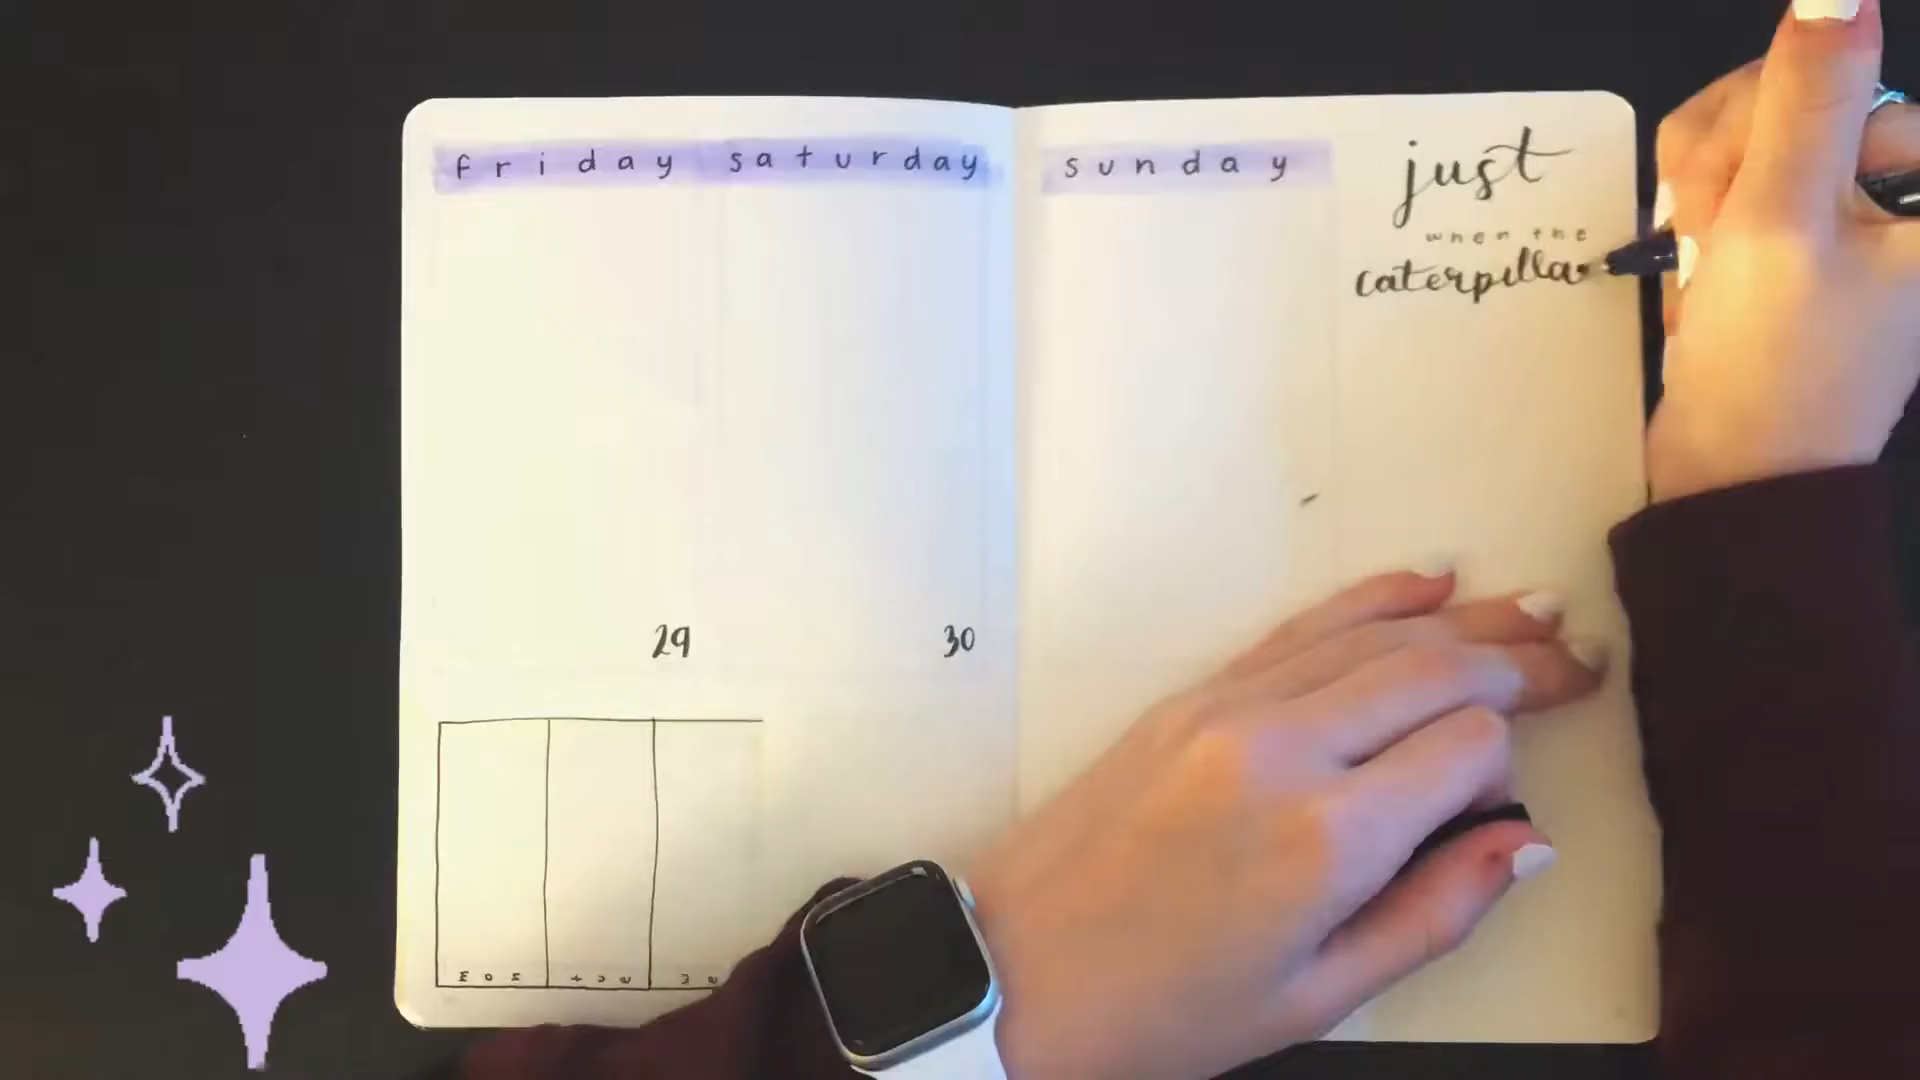 friday saturday sunday
just
when the
caterpilla
29 30